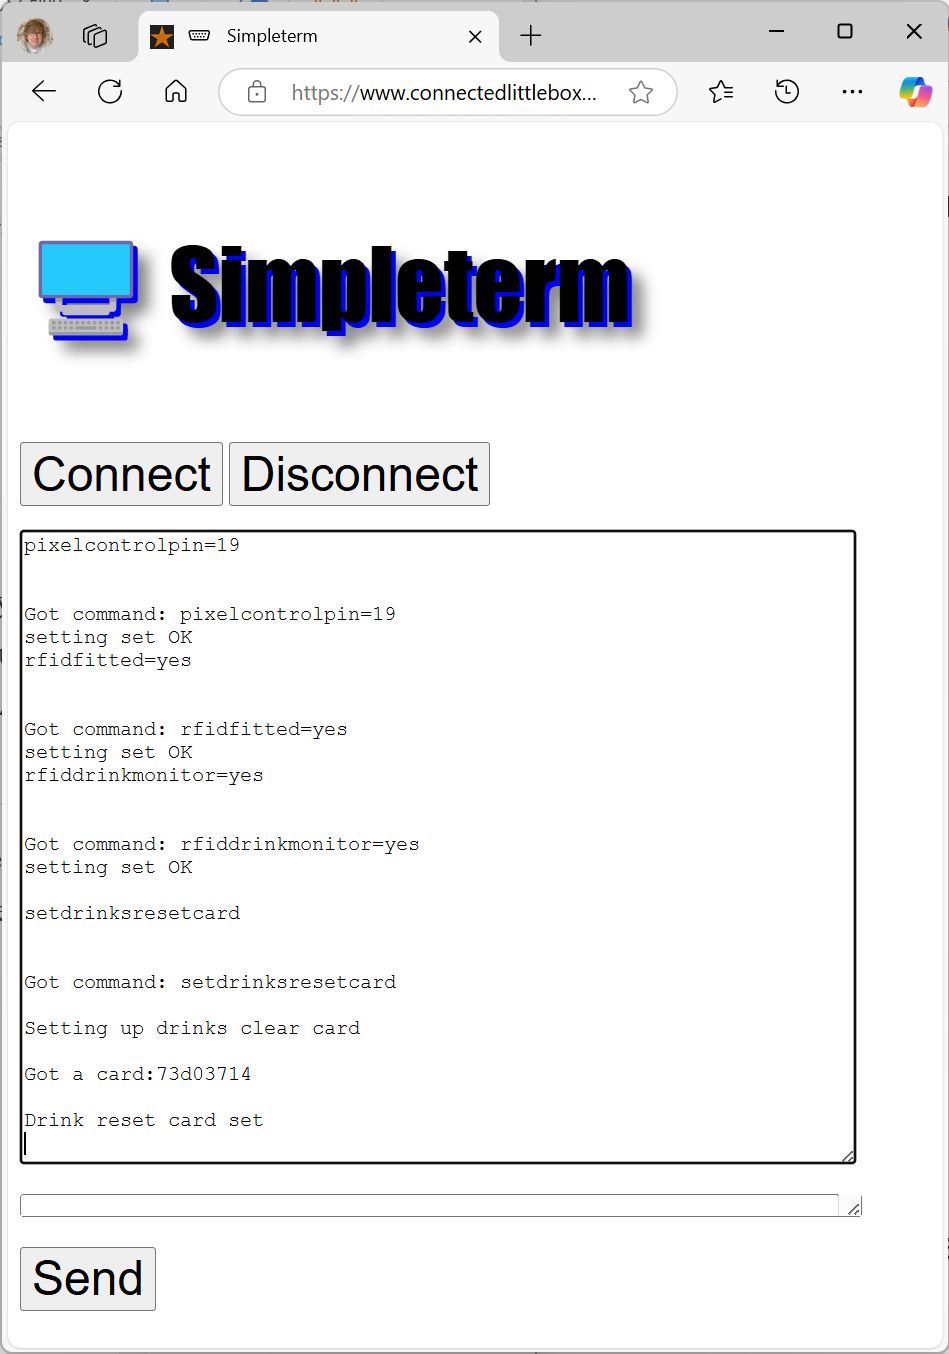 Simpleterm
https://www.connectedlittlebox...
Simpleterm
Connect Disconnect
pixelcontrolpin=19
Got command: pixelcontrolpin=19
setting set OK
rfidfitted=yes
Got command: rfidfitted=yes
setting set OK
rfiddrinkmonitor=yes
Got command: rfiddrinkmonitor=yes
setting set OK
setdrinksresetcard
Got command: setdrinksresetcard
Setting up drinks clear card
Got a card:73d03714
Drink reset card set
Send